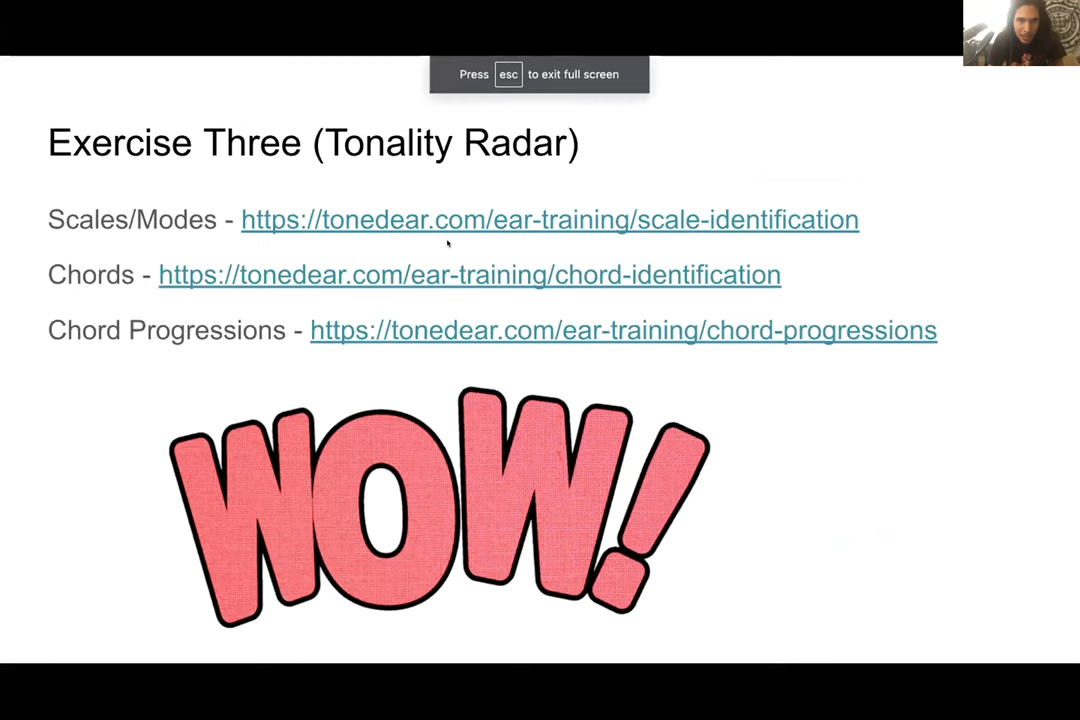 Press esc to exit full screen
Exercise Three (Tonality Radar)
Scales/Modes - https://tonedear.com/ear-training/scale-identification
Chords - https://tonedear.com/ear-training/chord-identification
Chord Progressions - https://tonedear.com/ear-training/chord-progressions
WOW!